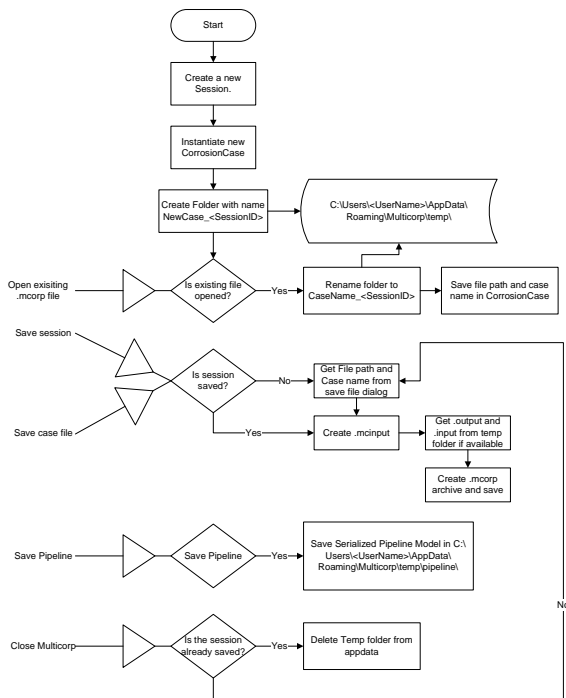 Start
Create a new
Session.
Instantiate new
CorrosionCase
Create Folder with name
NewCase_<SessionID>
C:\Users\<UserName>\AppData\
Roaming\Multicorp\temp\
Open exisiting
.mcorp file
Is existing file
opened?
Yes
Rename folder to
CaseName_<SessionID>
Save file path and case
name in CorrosionCase
Save session
Is session
saved?
No
Get File path and
Case name from
save file dialog
Save case file
Yes
Create .mcinput
Get .output and
.input from temp
folder if available
Create .mcorp
archive and save
Save Pipeline
Save Pipeline
Yes
Save Serialized Pipeline Model in C:\
Users\<UserName>\AppData\
Roaming\Multicorp\temp\pipeline\
No
Close Multicorp
Is the session
already saved?
Yes
Delete Temp folder from
appdata